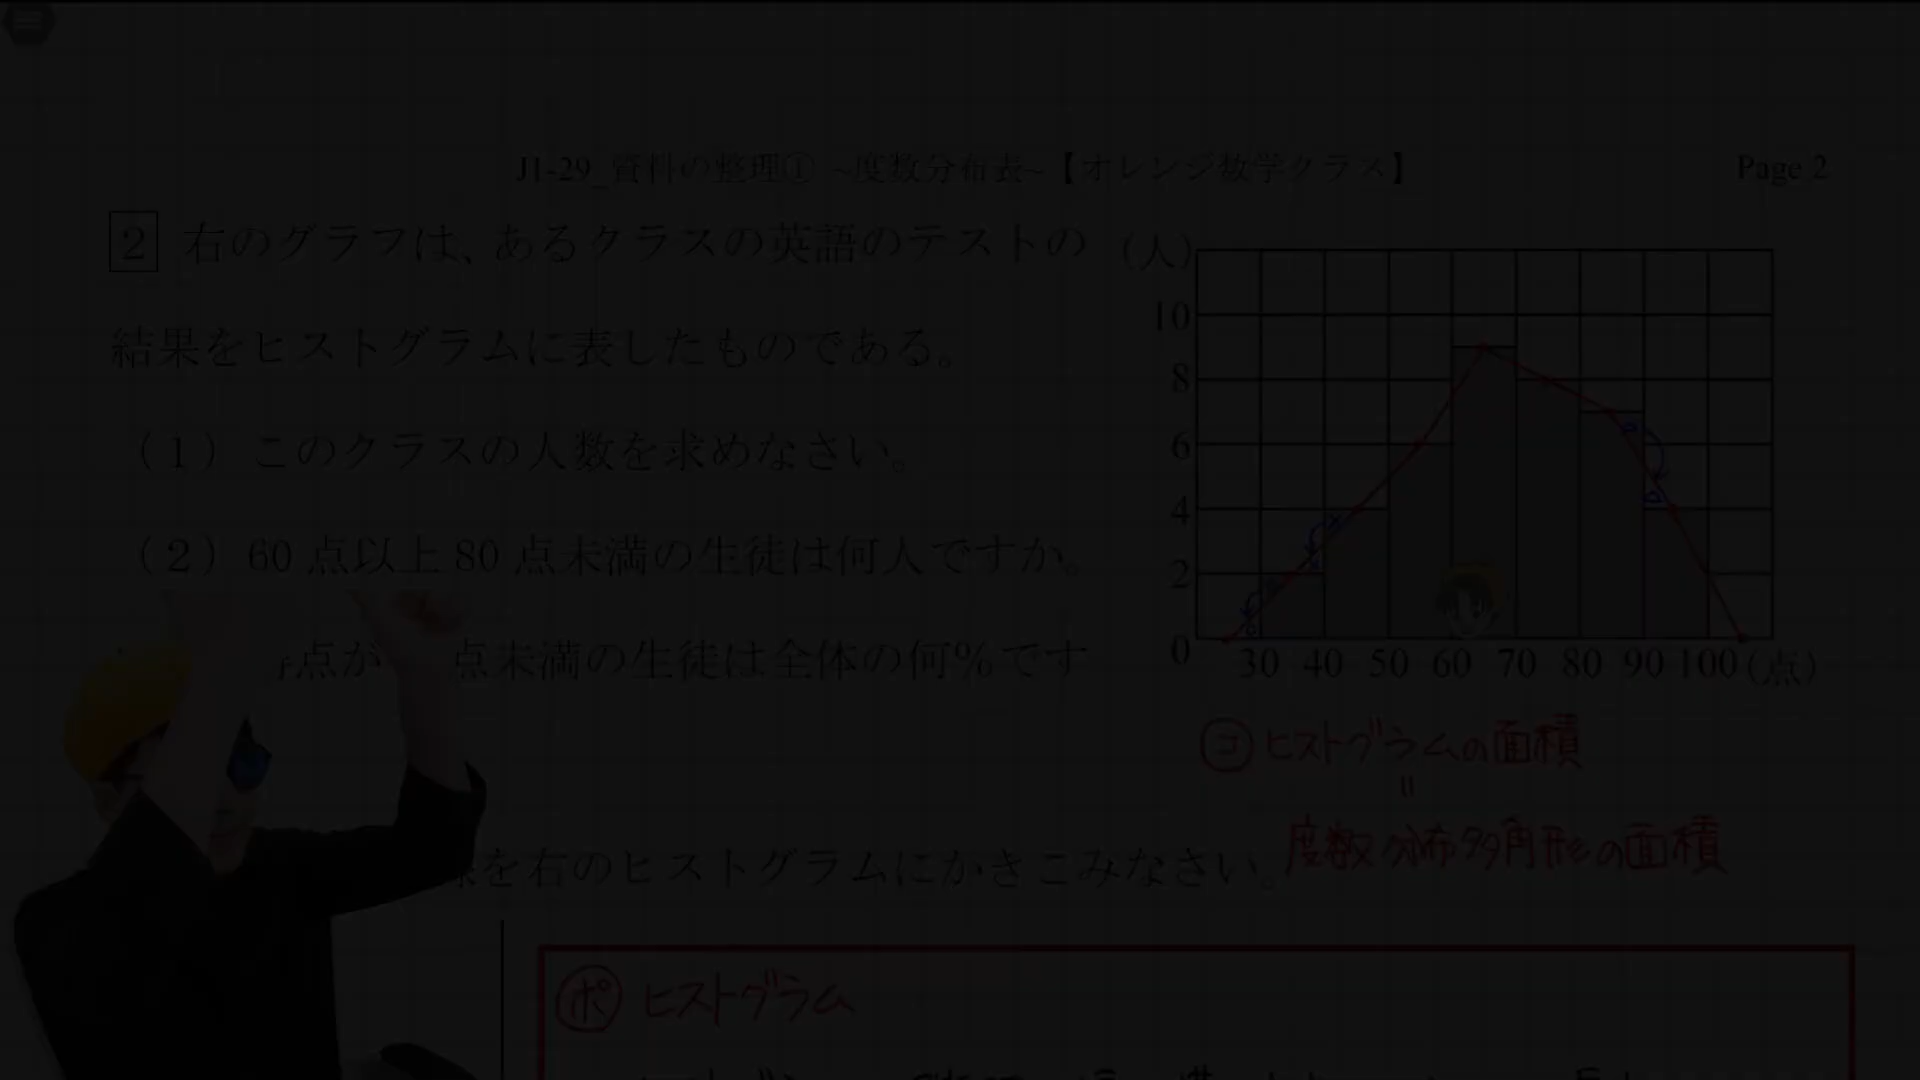 J1-29_資料の整理① ~度数分布表~【オレンジ数学クラス】
Page 2
2 右のグラフは、あるクラスの英語のテストの
結果をヒストグラムに表したものである。
（1）このクラスの人数を求めなさい。
（2）60 点以上 80 点未満の生徒は何人ですか。
点未満の生徒は全体の何％です
を右のヒストグラムにかきこみなさい。
（人）
10
8
6
4
2
0
30 40 50 60 70 80 90 100（点）
コ ヒストグラムの面積
=
度数分布多角形の面積
ポ ヒストグラム